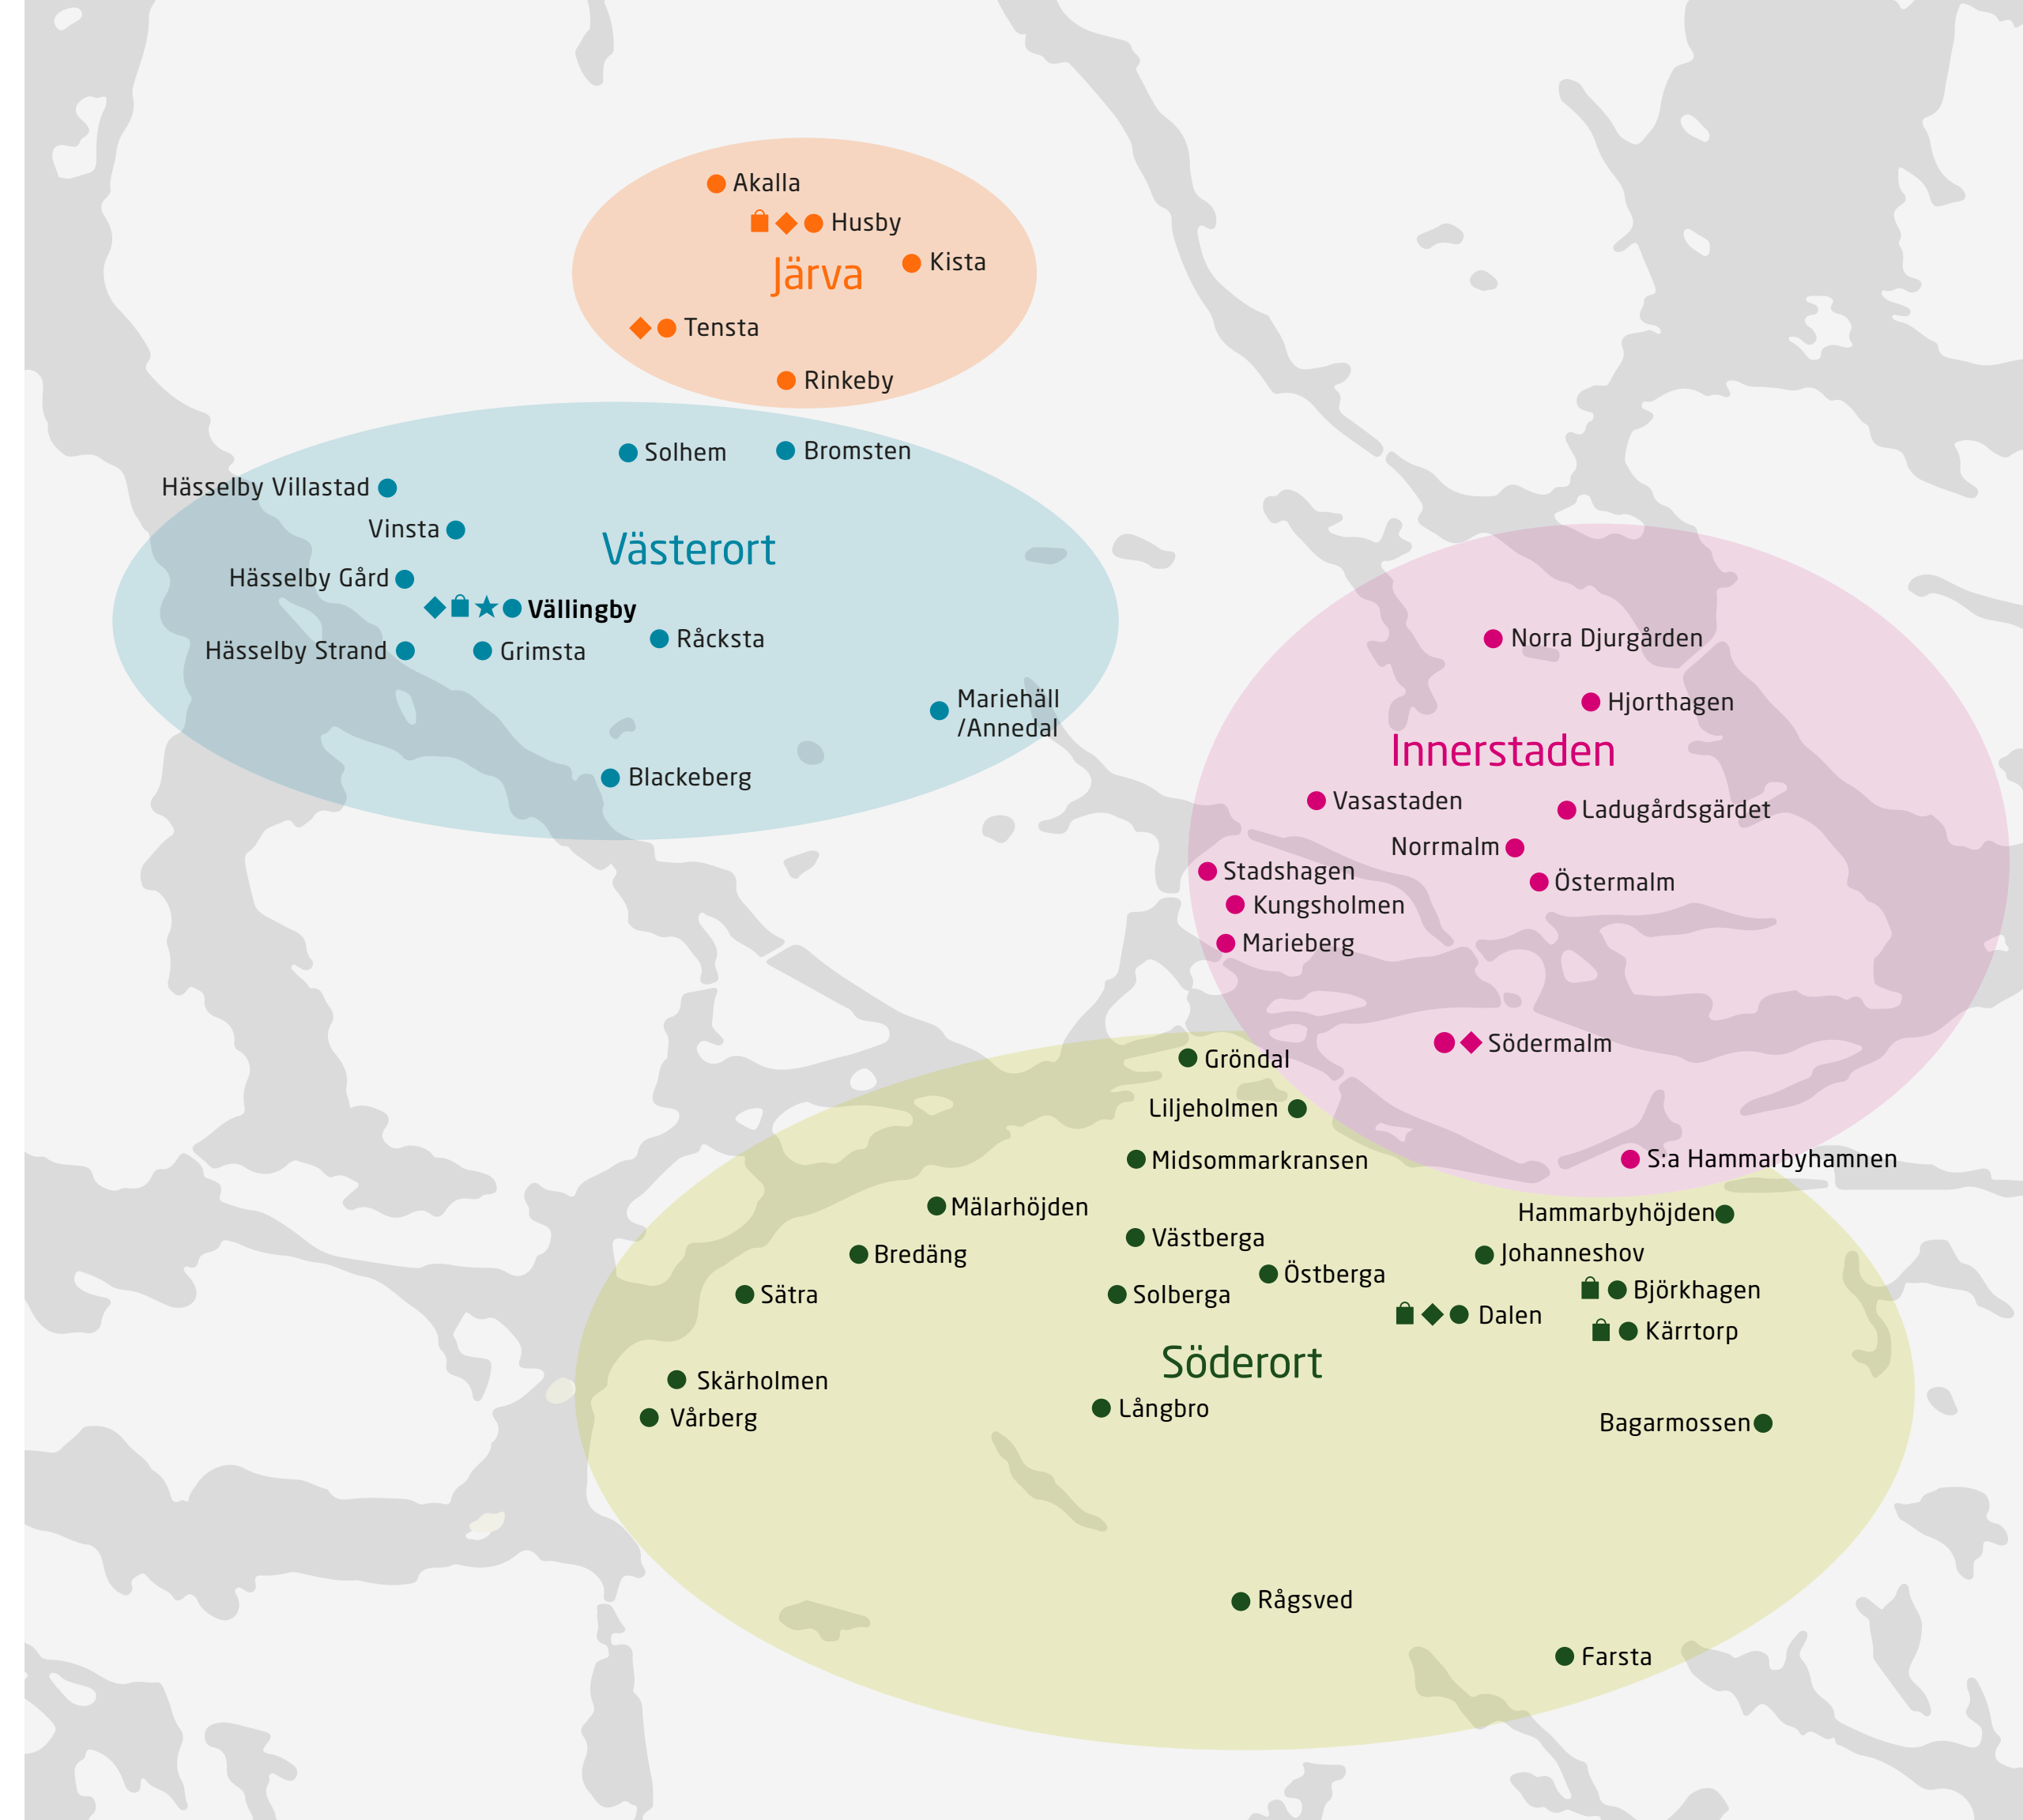 Akalla
Husby
Kista
Järva
Tensta
Rinkeby
Solhem
Bromsten
Hässelby Villastad
Vinsta
Västerort
Hässelby Gård
Vällingby
Råcksta
Hässelby Strand
Grimsta
Mariehäll
/Annedal
Blackeberg
Norra Djurgården
Hjorthagen
Innerstaden
Vasastaden
Ladugårdsgärdet
Norrmalm
Stadshagen
Östermalm
Kungsholmen
Marieberg
Södermalm
Gröndal
Liljeholmen
Midsommarkransen
S:a Hammarbyhamnen
Mälarhöjden
Hammarbyhöjden
Västberga
Bredäng
Johanneshov
Östberga
Sätra
Solberga
Björkhagen
Dalen
Kärrtorp
Söderort
Skärholmen
Långbro
Vårberg
Bagarmossen
Rågsved
Farsta